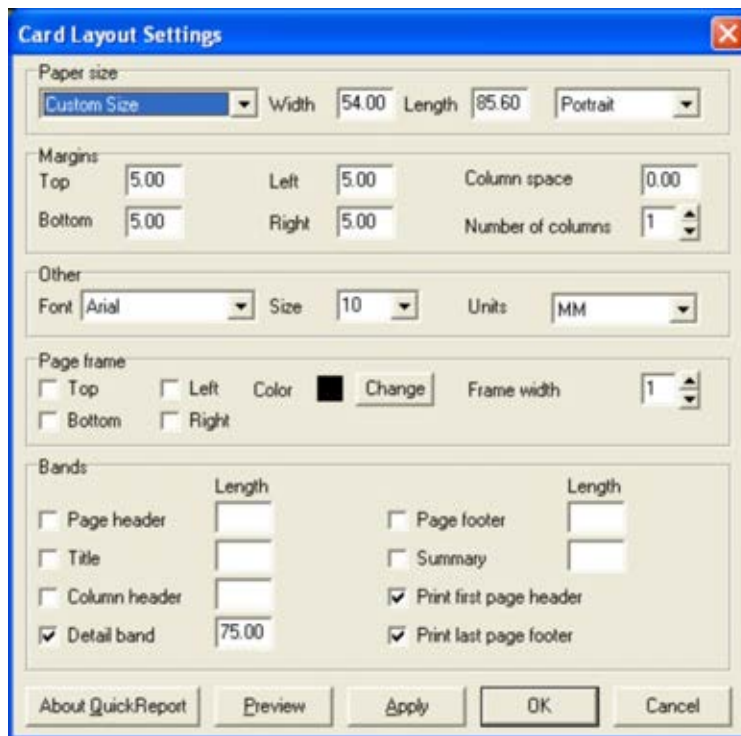 Card Layout Settings
Paper size
Custom Size Width 54.00 Length 85.60 Portrait
Margins
Top 5.00 Left 5.00 Column space 0.00
Bottom 5.00 Right 5.00 Number of columns 1
Other
Font Arial Size 10 Units MM
Page frame
Top Left Color Change Frame width 1
Bottom Right
Bands
Length Length
Page header Page footer
Title Summary
Column header Print first page header
Detail band 75.00 Print last page footer
About QuickReport Preview Apply OK Cancel